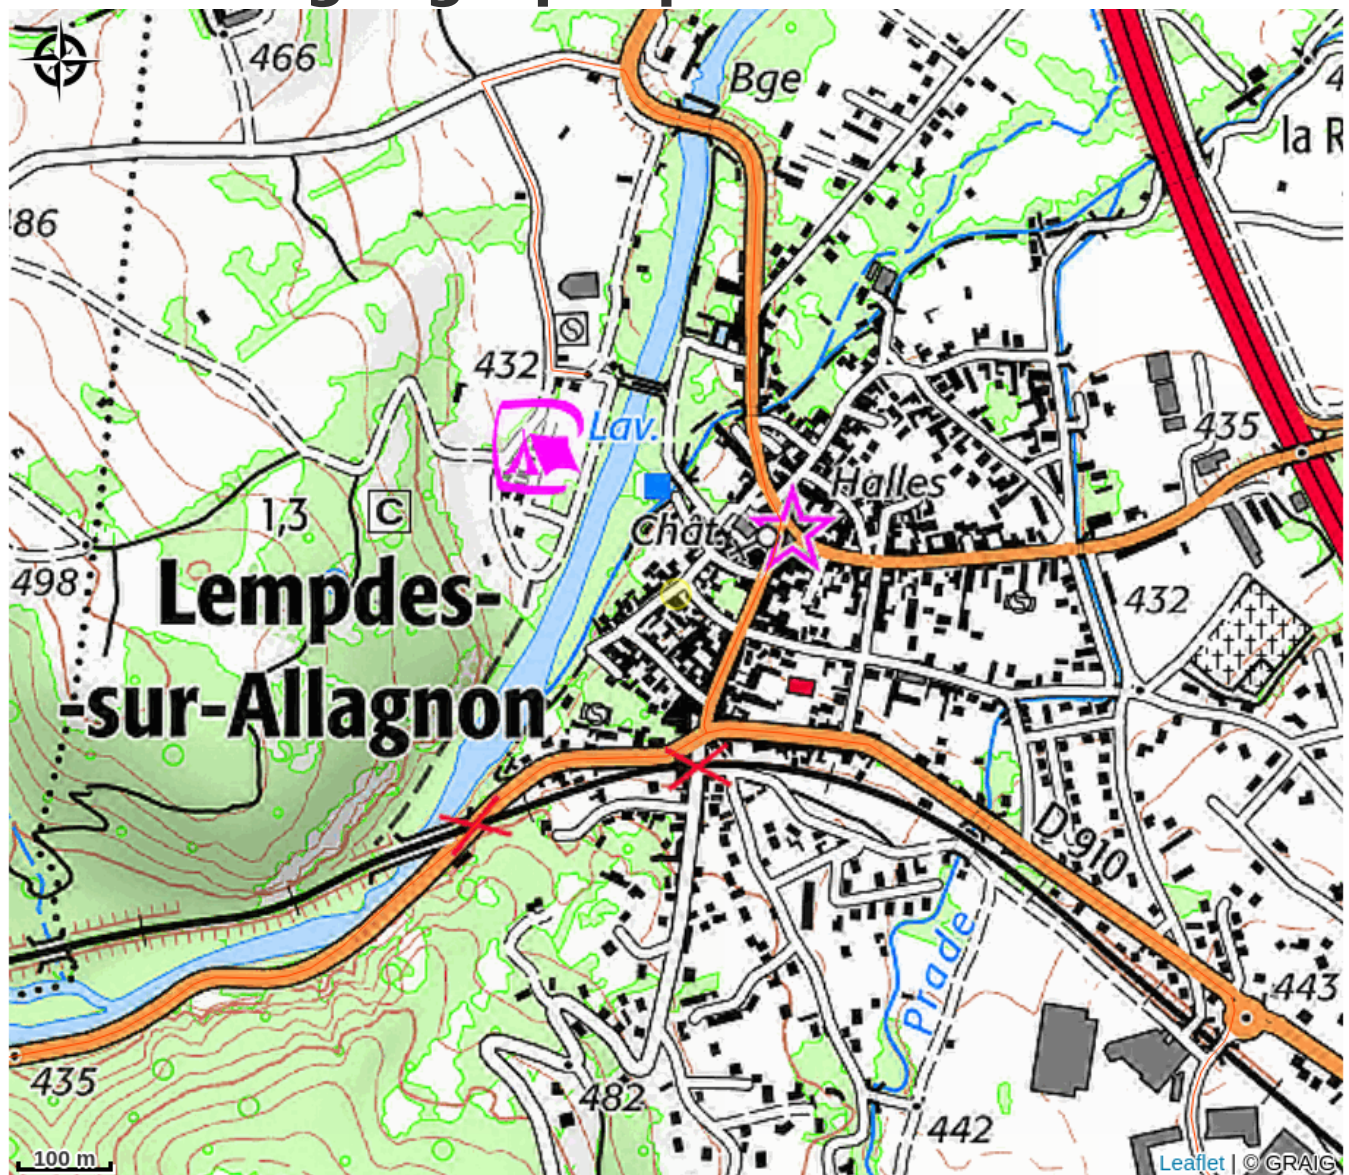 466
Bge
la R
86
432
Lav.
435
Halles
1,3
C
Chât.
498
Lempdes-
-sur-Allagnon
432
D 910
Prade
443
435
482
442
100 m
Leaflet | © GRAIG